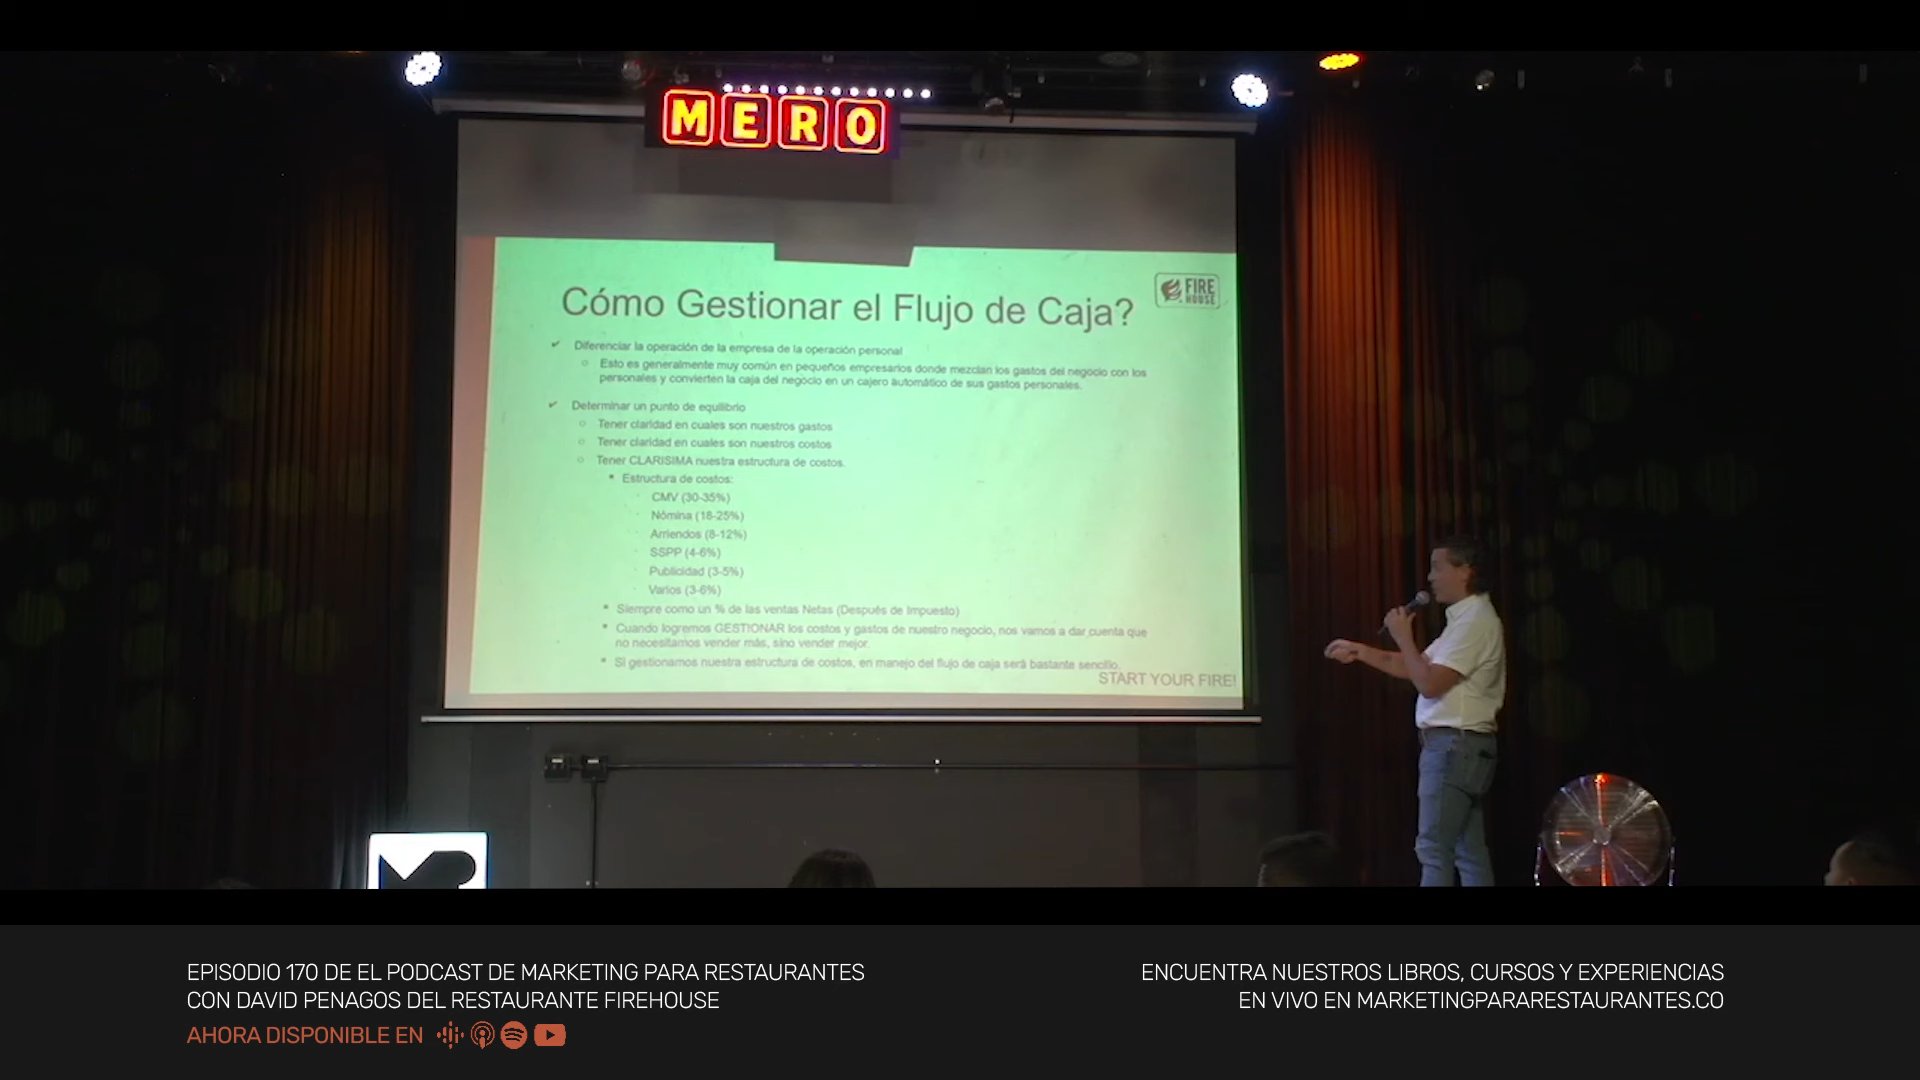 MERO
FIRE
HOUSE
Cómo Gestionar el Flujo de Caja?
Diferenciar la operación de la empresa de la operación personal
Esto es generalmente muy común en pequeños empresarios donde mezclan los gastos del negocio con los
personales y convierten la caja del negocio en un cajero automático de sus gastos personales.
Determinar un punto de equilibrio
Tener claridad en cuales son nuestros gastos
Tener claridad en cuales son nuestros costos
Tener CLARISIMA nuestra estructura de costos.
Estructura de costos:
CMV (30-35%)
Nómina (18-25%)
Arriendos (8-12%)
SSPP (4-6%)
Publicidad (3-5%)
Varios (3-6%)
Siempre como un % de las ventas Netas (Después de Impuesto)
Cuando logremos GESTIONAR los costos y gastos de nuestro negocio, nos vamos a dar cuenta que
no necesitamos vender más, sino vender mejor.
Si gestionamos nuestra estructura de costos, en manejo del flujo de caja será bastante sencillo.
START YOUR FIRE!
EPISODIO 170 DE EL PODCAST DE MARKETING PARA RESTAURANTES
CON DAVID PENAGOS DEL RESTAURANTE FIREHOUSE
AHORA DISPONIBLE EN
ENCUENTRA NUESTROS LIBROS, CURSOS Y EXPERIENCIAS
EN VIVO EN MARKETINGPARARESTAURANTES.CO